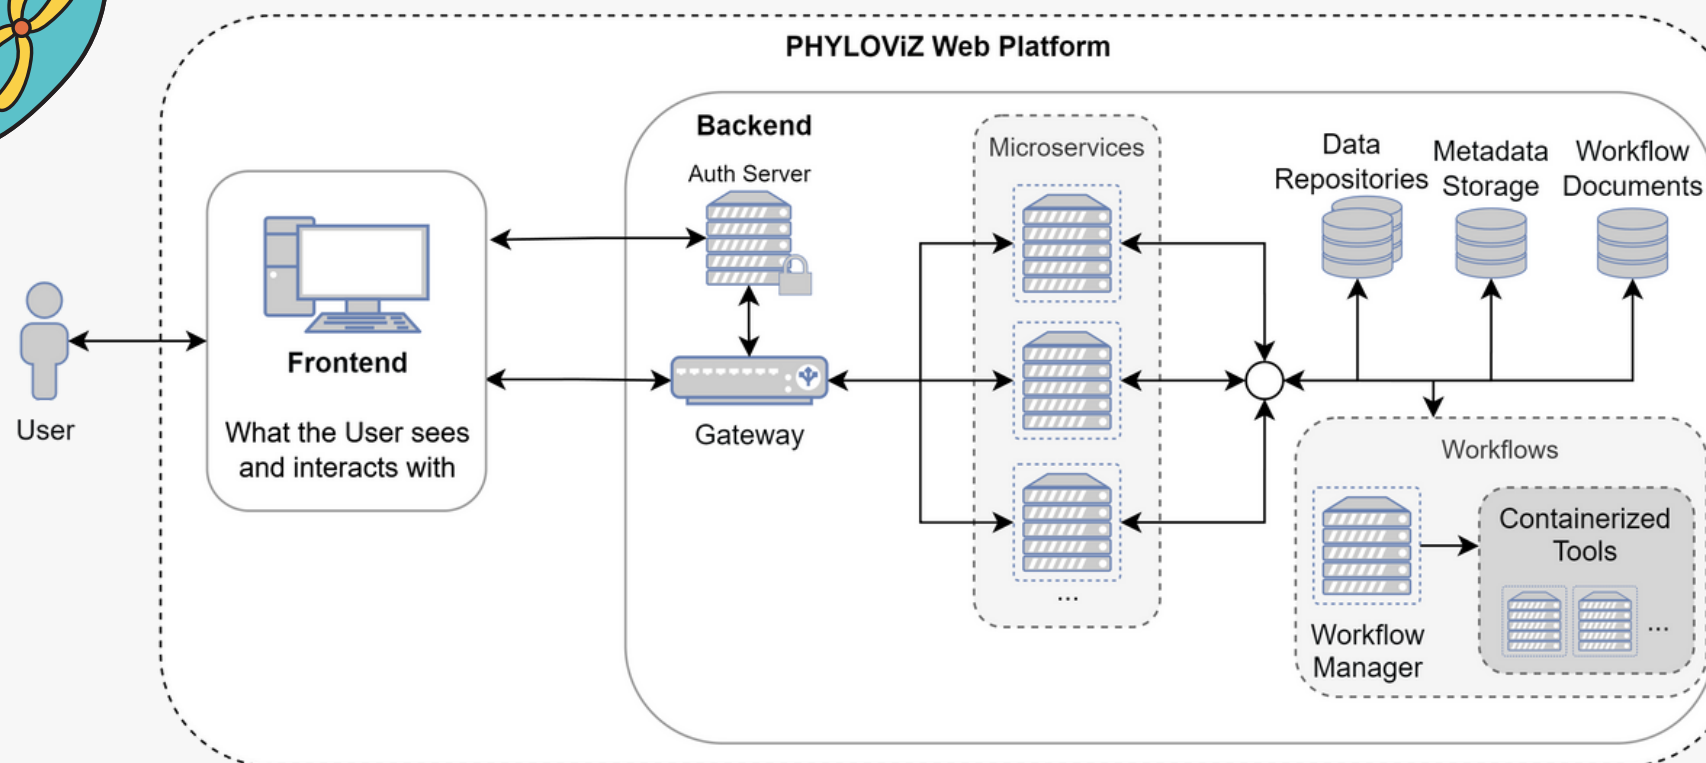 PHYLOViZ Web Platform
Backend
Auth Server
Microservices
Data
Repositories
Metadata
Storage
Workflow
Documents
Frontend
What the User sees
and interacts with
User
Gateway
...
Workflows
Containerized
Tools
...
Workflow
Manager